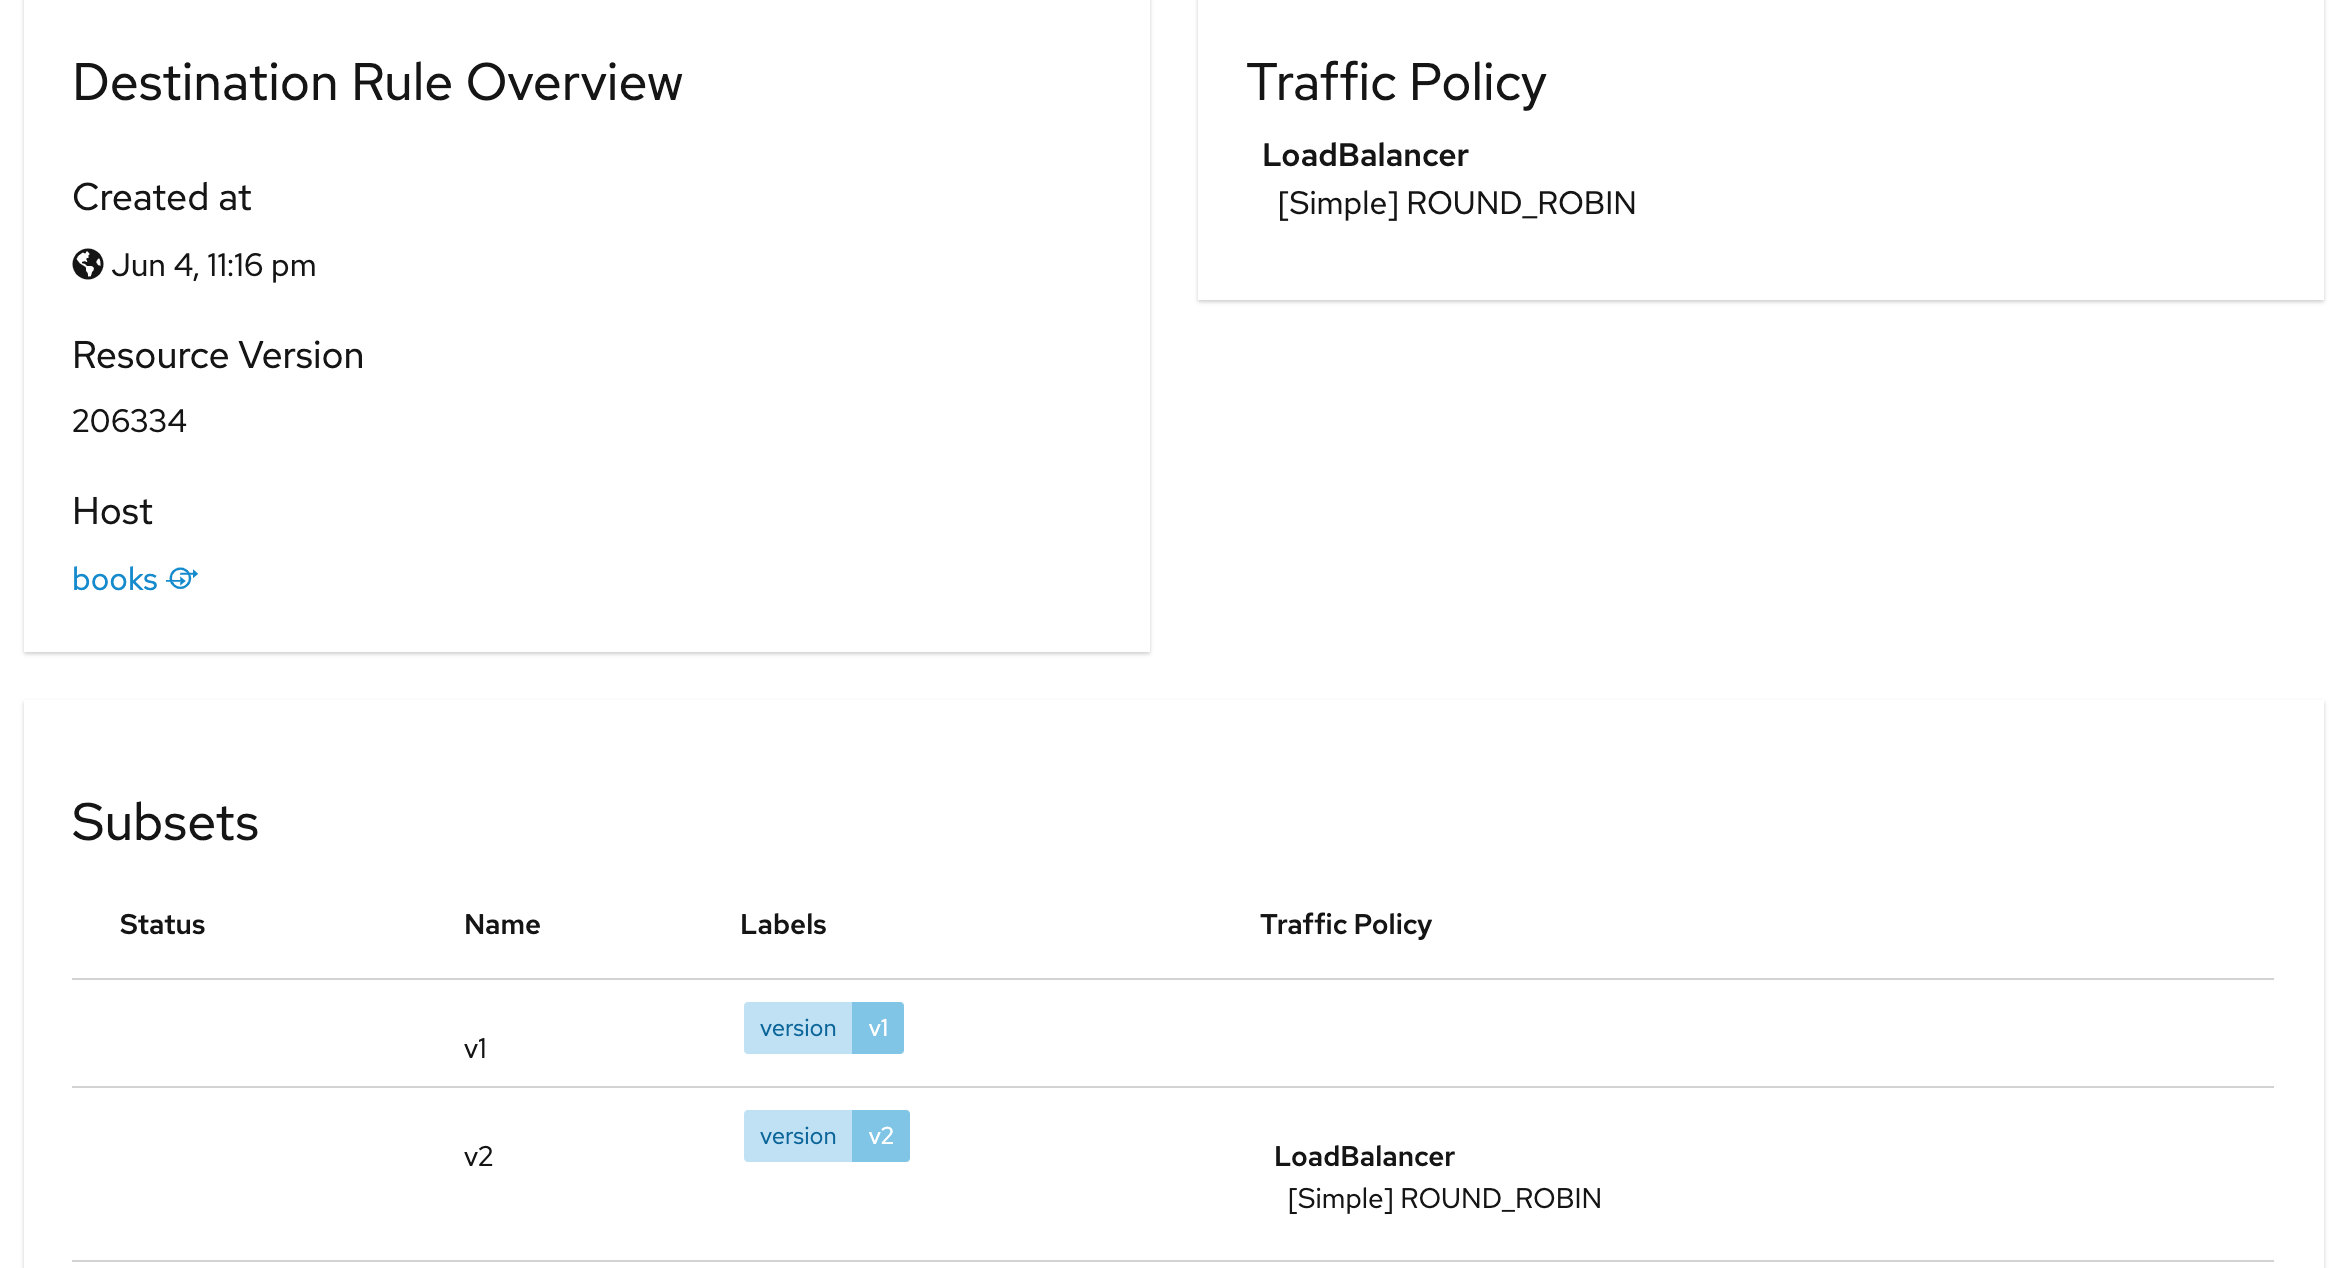 Destination Rule Overview
Created at
Jun 4, 11:16 pm
Resource Version
206334
Host
books
Traffic Policy
LoadBalancer
[Simple] ROUND_ROBIN
Subsets
Status Name Labels Traffic Policy
v1 version v1
v2 version v2 LoadBalancer
[Simple] ROUND_ROBIN